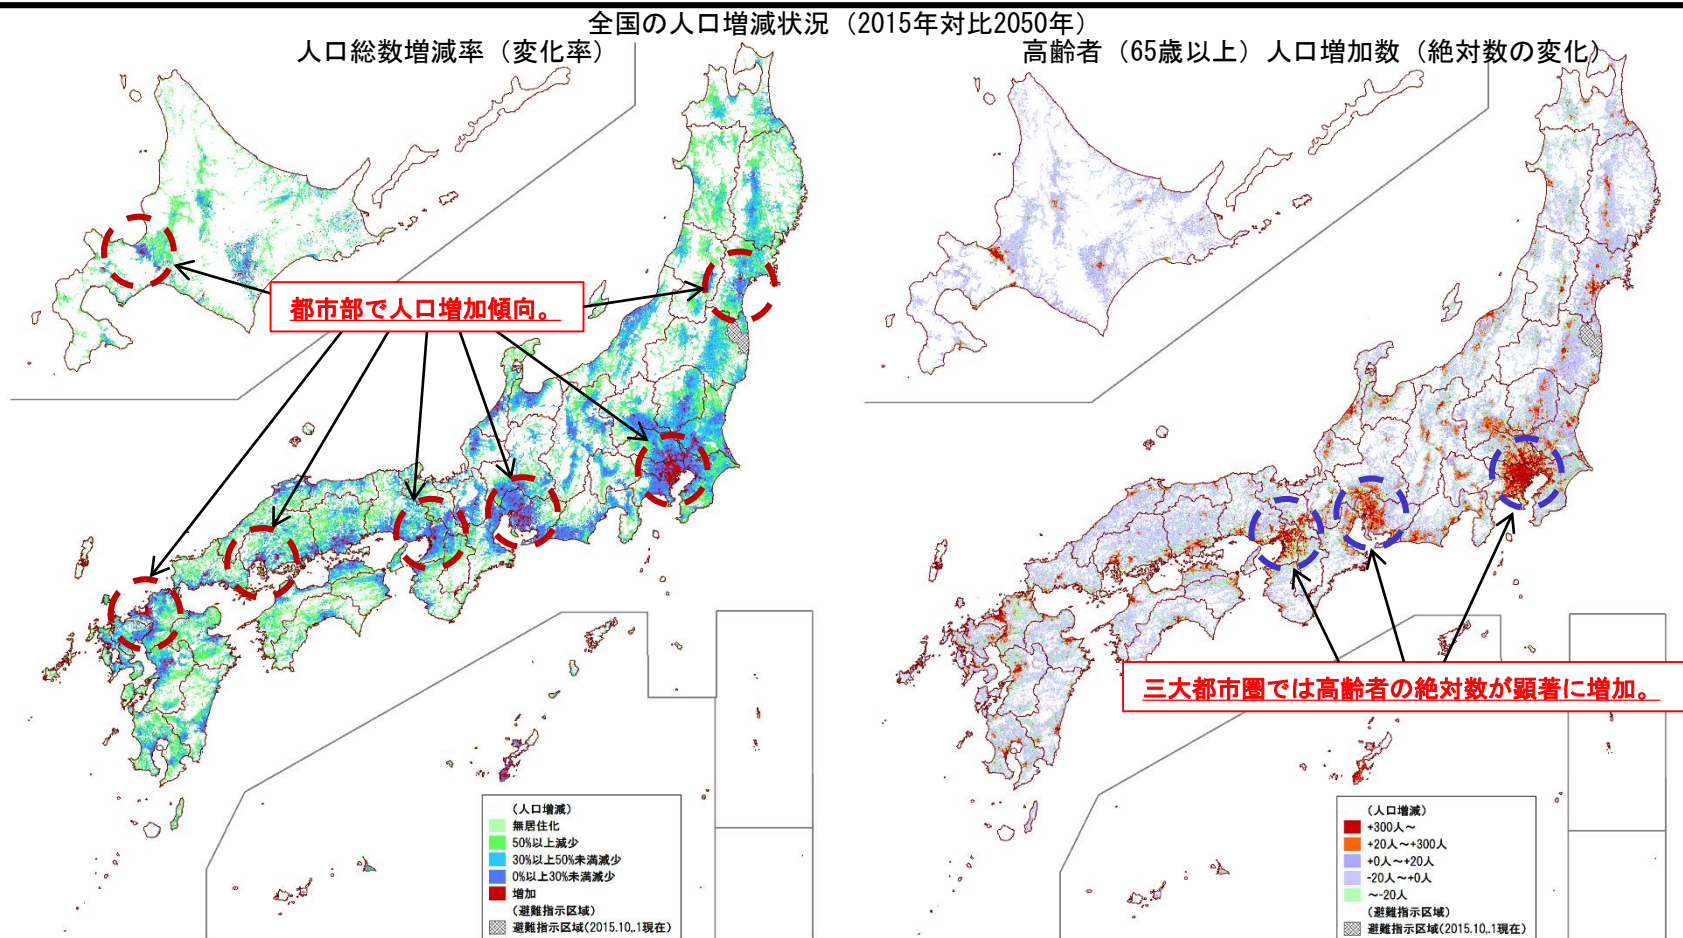 全国の人口増減状況（2015年対比2050年）
人口総数増減率（変化率）
高齢者（65歳以上）人口増加数（絶対数の変化）
都市部で人口増加傾向。
三大都市圏では高齢者の絶対数が顕著に増加。
（人口増減）
無居住化
50%以上減少
30%以上50%未満減少
0%以上30%未満減少
増加
（避難指示区域）
避難指示区域(2015.10,.1現在)
（人口増減）
+300人～
+20人～+300人
+0人～+20人
-20人～+0人
～-20人
（避難指示区域）
避難指示区域(2015.10,.1現在)